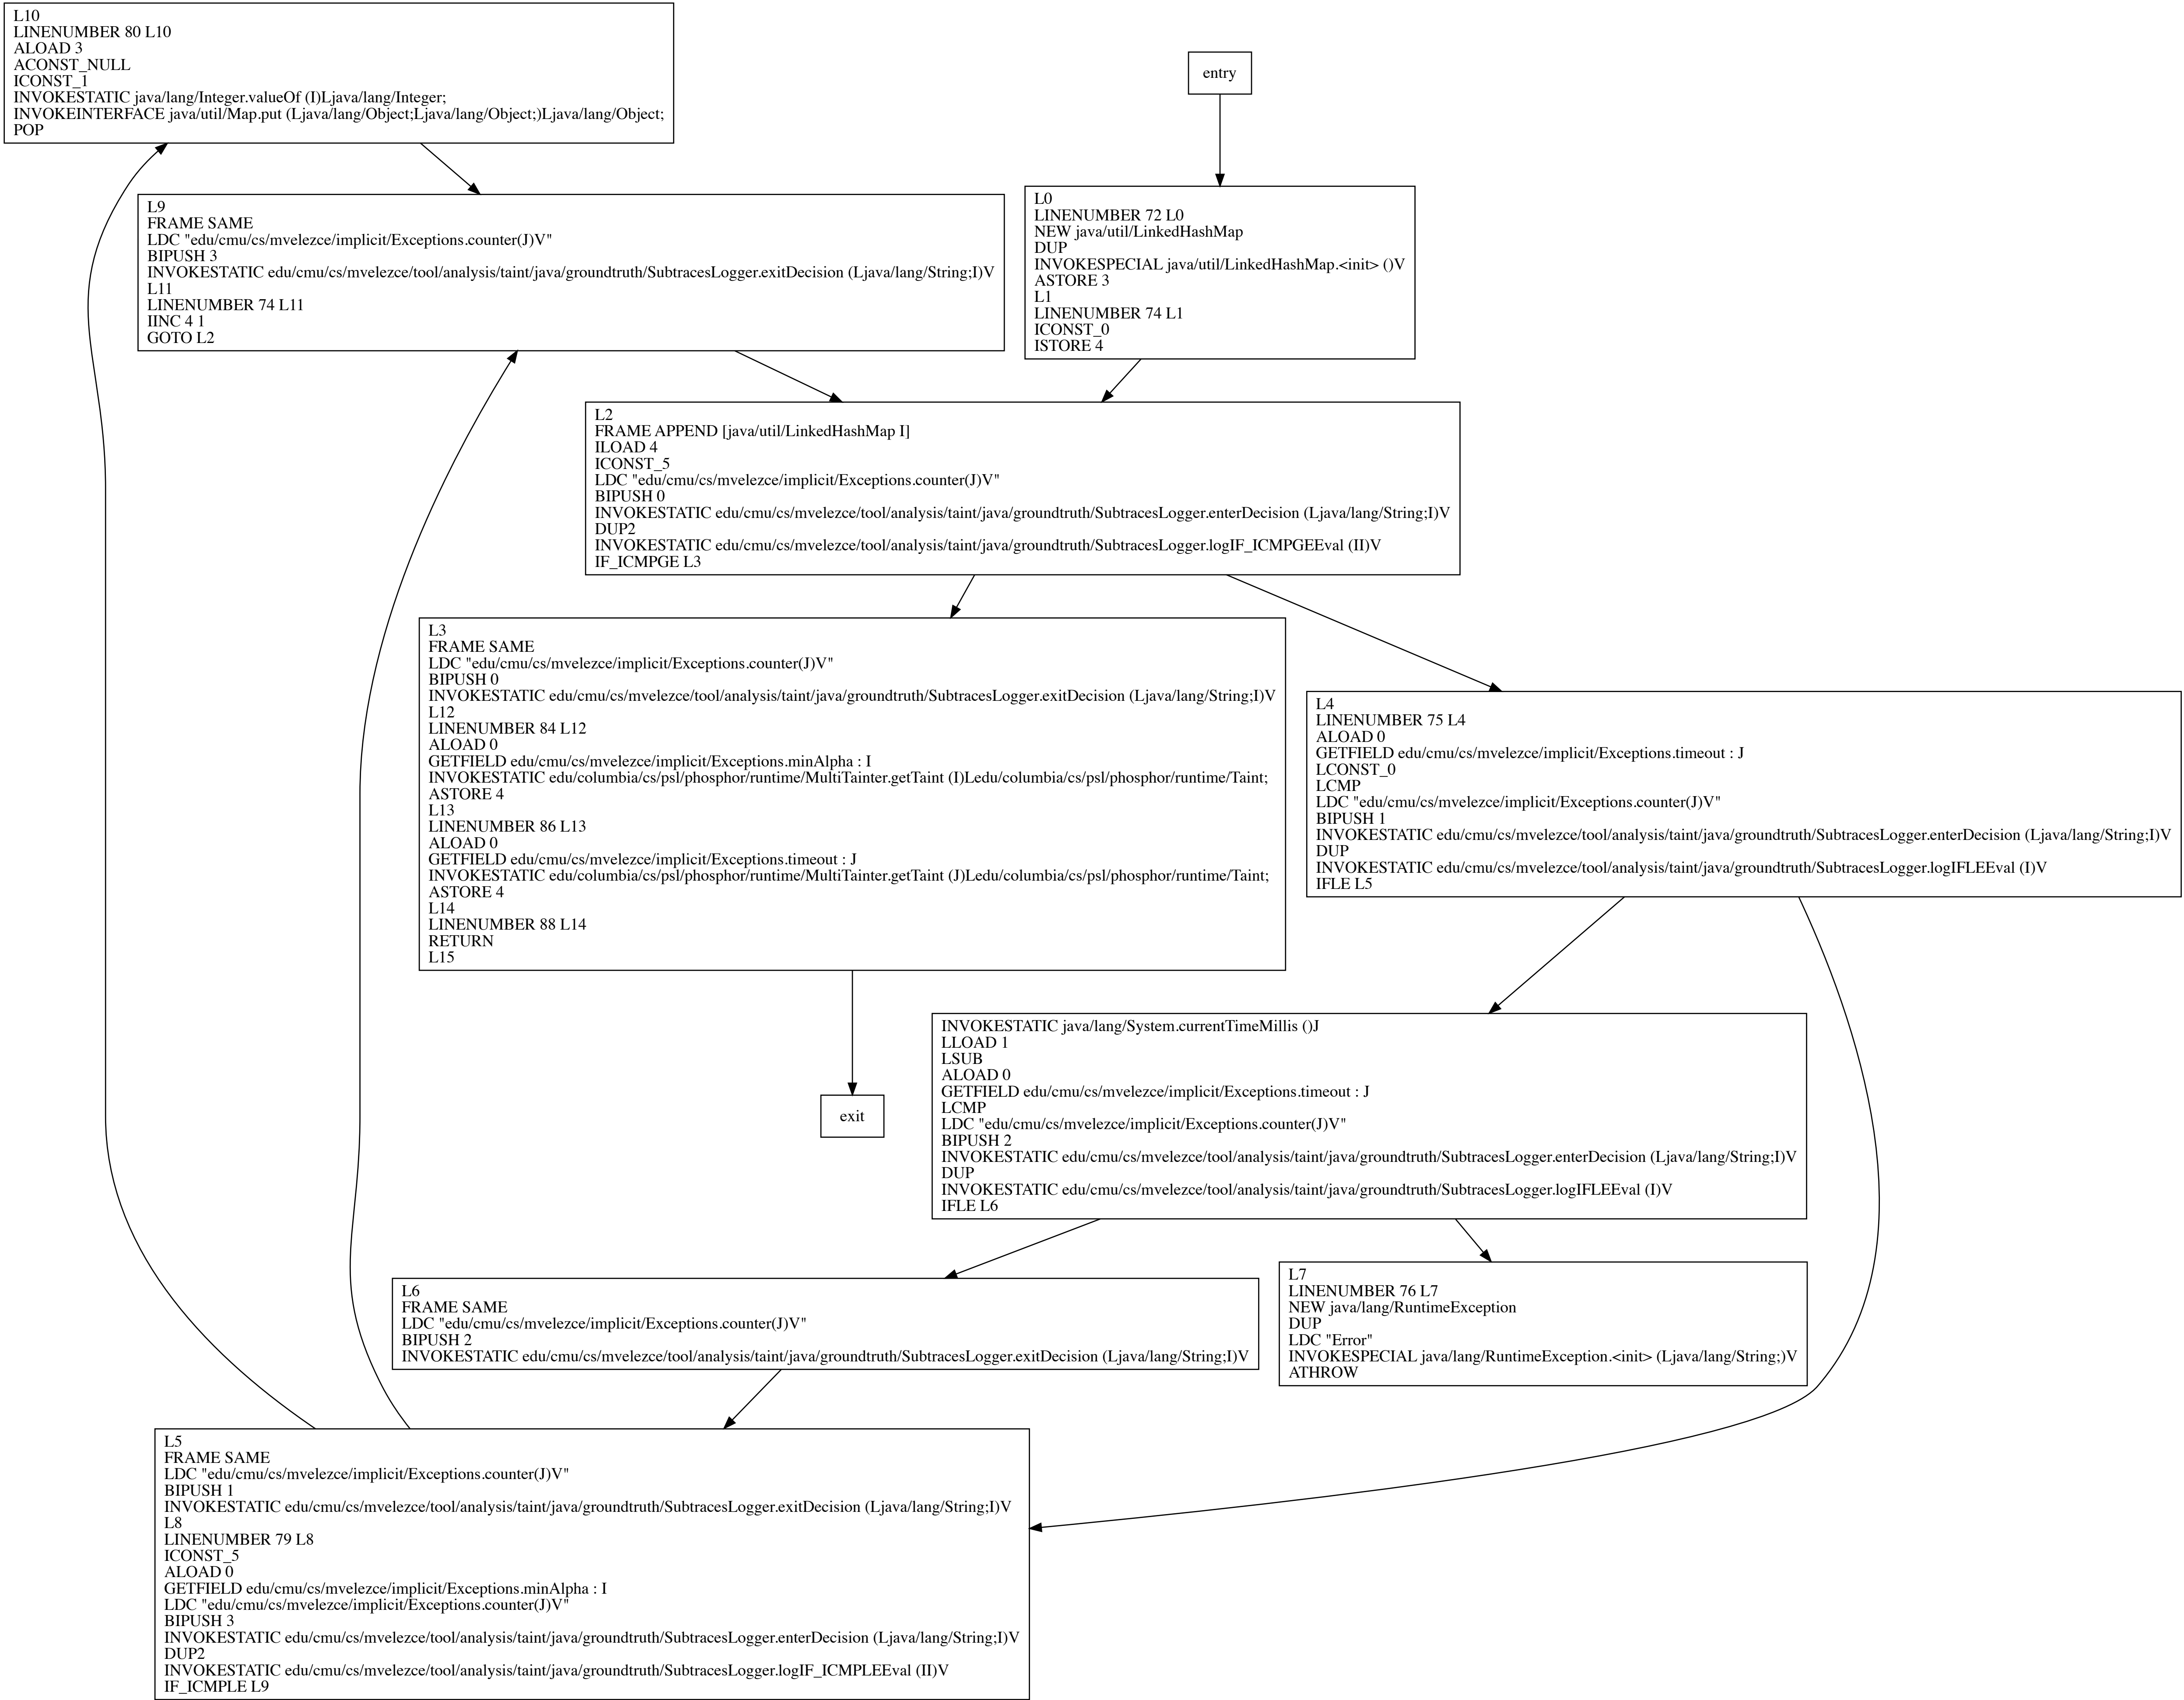 L10
LINENUMBER 80 L10
ALOAD 3
ACONST_NULL
ICONST_1
INVOKESTATIC java/lang/Integer.valueOf (I)Ljava/lang/Integer;
INVOKEINTERFACE java/util/Map.put (Ljava/lang/Object;Ljava/lang/Object;)Ljava/lang/Object;
POP
entry
L9
FRAME SAME
LDC "edu/cmu/cs/mvelezce/implicit/Exceptions.counter(J)V"
BIPUSH 3
INVOKESTATIC edu/cmu/cs/mvelezce/tool/analysis/taint/java/groundtruth/SubtracesLogger.exitDecision (Ljava/lang/String;I)V
L11
LINENUMBER 74 L11
IINC 4 1
GOTO L2
L0
LINENUMBER 72 L0
NEW java/util/LinkedHashMap
DUP
INVOKESPECIAL java/util/LinkedHashMap.<init> ()V
ASTORE 3
L1
LINENUMBER 74 L1
ICONST_0
ISTORE 4
L2
FRAME APPEND [java/util/LinkedHashMap I]
ILOAD 4
ICONST_5
LDC "edu/cmu/cs/mvelezce/implicit/Exceptions.counter(J)V"
BIPUSH 0
INVOKESTATIC edu/cmu/cs/mvelezce/tool/analysis/taint/java/groundtruth/SubtracesLogger.enterDecision (Ljava/lang/String;I)V
DUP2
INVOKESTATIC edu/cmu/cs/mvelezce/tool/analysis/taint/java/groundtruth/SubtracesLogger.logIF_ICMPGEEval (II)V
IF_ICMPGE L3
L3
FRAME SAME
LDC "edu/cmu/cs/mvelezce/implicit/Exceptions.counter(J)V"
BIPUSH 0
INVOKESTATIC edu/cmu/cs/mvelezce/tool/analysis/taint/java/groundtruth/SubtracesLogger.exitDecision (Ljava/lang/String;I)V
L12
LINENUMBER 84 L12
ALOAD 0
GETFIELD edu/cmu/cs/mvelezce/implicit/Exceptions.minAlpha : I
INVOKESTATIC edu/columbia/cs/psl/phosphor/runtime/MultiTainter.getTaint (I)Ledu/columbia/cs/psl/phosphor/runtime/Taint;
ASTORE 4
L13
LINENUMBER 86 L13
ALOAD 0
GETFIELD edu/cmu/cs/mvelezce/implicit/Exceptions.timeout : J
INVOKESTATIC edu/columbia/cs/psl/phosphor/runtime/MultiTainter.getTaint (J)Ledu/columbia/cs/psl/phosphor/runtime/Taint;
ASTORE 4
L14
LINENUMBER 88 L14
RETURN
L15
L4
LINENUMBER 75 L4
ALOAD 0
GETFIELD edu/cmu/cs/mvelezce/implicit/Exceptions.timeout : J
LCONST_0
LCMP
LDC "edu/cmu/cs/mvelezce/implicit/Exceptions.counter(J)V"
BIPUSH 1
INVOKESTATIC edu/cmu/cs/mvelezce/tool/analysis/taint/java/groundtruth/SubtracesLogger.enterDecision (Ljava/lang/String;I)V
DUP
INVOKESTATIC edu/cmu/cs/mvelezce/tool/analysis/taint/java/groundtruth/SubtracesLogger.logIFLEEval (I)V
IFLE L5
INVOKESTATIC java/lang/System.currentTimeMillis ()J
LLOAD 1
LSUB
ALOAD 0
GETFIELD edu/cmu/cs/mvelezce/implicit/Exceptions.timeout : J
LCMP
LDC "edu/cmu/cs/mvelezce/implicit/Exceptions.counter(J)V"
BIPUSH 2
INVOKESTATIC edu/cmu/cs/mvelezce/tool/analysis/taint/java/groundtruth/SubtracesLogger.enterDecision (Ljava/lang/String;I)V
DUP
INVOKESTATIC edu/cmu/cs/mvelezce/tool/analysis/taint/java/groundtruth/SubtracesLogger.logIFLEEval (I)V
IFLE L6
exit
L6
FRAME SAME
LDC "edu/cmu/cs/mvelezce/implicit/Exceptions.counter(J)V"
BIPUSH 2
INVOKESTATIC edu/cmu/cs/mvelezce/tool/analysis/taint/java/groundtruth/SubtracesLogger.exitDecision (Ljava/lang/String;I)V
L7
LINENUMBER 76 L7
NEW java/lang/RuntimeException
DUP
LDC "Error"
INVOKESPECIAL java/lang/RuntimeException.<init> (Ljava/lang/String;)V
ATHROW
L5
FRAME SAME
LDC "edu/cmu/cs/mvelezce/implicit/Exceptions.counter(J)V"
BIPUSH 1
INVOKESTATIC edu/cmu/cs/mvelezce/tool/analysis/taint/java/groundtruth/SubtracesLogger.exitDecision (Ljava/lang/String;I)V
L8
LINENUMBER 79 L8
ICONST_5
ALOAD 0
GETFIELD edu/cmu/cs/mvelezce/implicit/Exceptions.minAlpha : I
LDC "edu/cmu/cs/mvelezce/implicit/Exceptions.counter(J)V"
BIPUSH 3
INVOKESTATIC edu/cmu/cs/mvelezce/tool/analysis/taint/java/groundtruth/SubtracesLogger.enterDecision (Ljava/lang/String;I)V
DUP2
INVOKESTATIC edu/cmu/cs/mvelezce/tool/analysis/taint/java/groundtruth/SubtracesLogger.logIF_ICMPLEEval (II)V
IF_ICMPLE L9